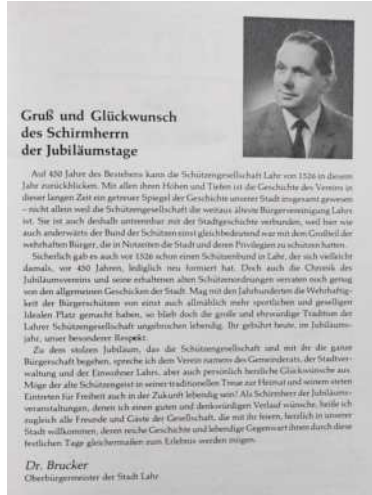 Gruß und Glückwunsch
des Schirmherrn
der Jubiläumstage
Auf 450 Jahre des Bestehens kann die Schützengesellschaft Lahr von 1526 in diesem
Jahr zurückblicken. Mit allen ihren Höhen und Tiefen ist die Geschichte des Vereins in
dieser langen Zeit ein getreuer Spiegel der Geschichte unserer Stadt insgesamt gewesen
– nicht allein weil die Schützengesellschaft die weitaus älteste Bürgervereinigung Lahrs
ist. Sie ist auch deshalb untrennbar mit der Stadtgeschichte verbunden, weil hier wie
auch anderwärts der Bund der Schützen einst gleichbedeutend war mit dem Großteil der
wehrhaften Bürger, die in Notzeiten die Stadt und deren Privilegien zu schützen hatten.
Sicherlich gab es auch vor 1526 schon einen Schützenbund in Lahr, der sich vielleicht
damals, vor 450 Jahren, lediglich neu formiert hat. Doch auch die Chronik des
Jubiläumsvereins und seine erhaltenen alten Schützenordnungen verraten noch genug
von den allgemeinen Geschicken der Stadt. Mag mit den Jahrhunderten die Wehrhaftig-
keit der Bürgerschützen von einst auch allmählich mehr sportlichen und geselligen
Idealen Platz gemacht haben, so blieb doch die große und ehrwürdige Tradition der
Lahrer Schützengesellschaft ungebrochen lebendig. Ihr gebührt heute, im Jubiläums-
jahr, unser besonderer Respekt.
Zu dem stolzen Jubiläum, das die Schützengesellschaft und mit ihr die ganze
Bürgerschaft begehen, spreche ich dem Verein namens des Gemeinderats, der Stadtver-
waltung und der Einwohner Lahrs, aber auch persönlich herzliche Glückwünsche aus.
Möge der alte Schützengeist in seiner traditionellen Treue zur Heimat und seinem steten
Eintreten für Freiheit auch in der Zukunft lebendig sein! Als Schirmherr der Jubiläums-
veranstaltungen, denen ich einen guten und denkwürdigen Verlauf wünsche, heiße ich
zugleich alle Freunde und Gäste der Gesellschaft, die mit ihr feiern, herzlich in unserer
Stadt willkommen, deren reiche Geschichte und lebendige Gegenwart ihnen durch diese
festlichen Tage gleichermaßen zum Erlebnis werden mögen.
Dr. Brucker
Oberbürgermeister der Stadt Lahr